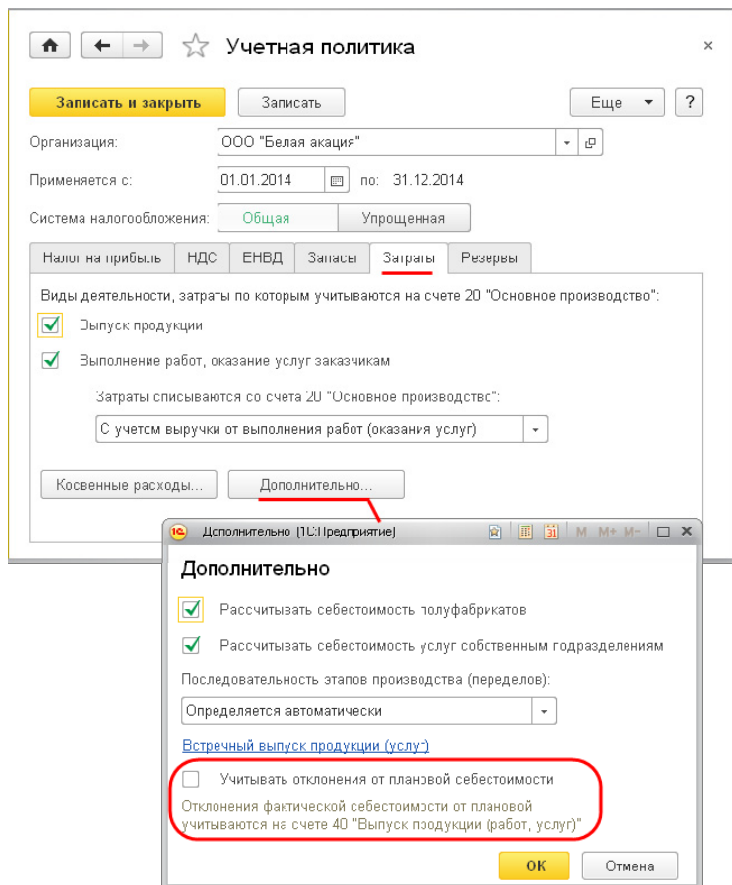 Учетная политика
Записать и закрыть
Записать
Еще
?
Организация:
ООО "Белая акация"
Применяется с:
01.01.2014
по: 31.12.2014
Система налогообложения:
Общая
Упрощенная
Налог на прибыль
НДС
ЕНВД
Запасы
Затраты
Резервы
Виды деятельности, затраты по которым учитываются на счете 20 "Основное производство":
Выпуск продукции
Выполнение работ, оказание услуг заказчикам
Затраты списываются со счета 20 "Основное производство":
С учетом выручки от выполнения работ (оказания услуг)
Косвенные расходы...
Дополнительно...
Дополнительно (1С:Предприятие)
31
M M+ M-
Дополнительно
Рассчитывать себестоимость полуфабрикатов
Рассчитывать себестоимость услуг собственным подразделениям
Последовательность этапов производства (переделов):
Определяется автоматически
Встречный выпуск продукции (услуг)
Учитывать отклонения от плановой себестоимости
Отклонения фактической себестоимости от плановой
учитываются на счете 40 "Выпуск продукции (работ, услуг)"
ОК
Отмена